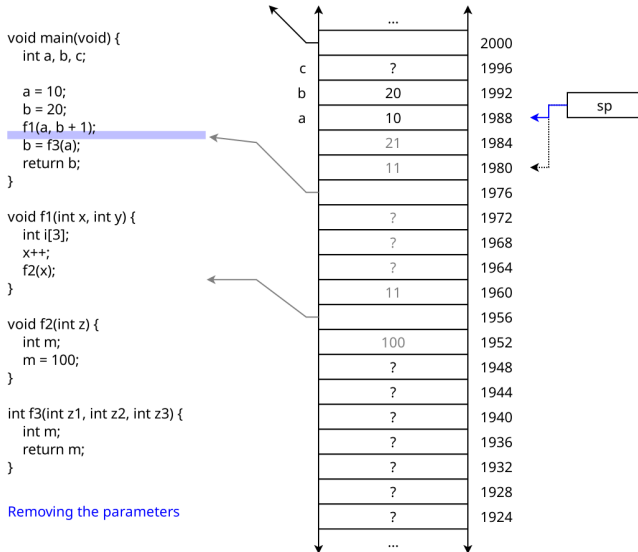 void main(void) {
int a, b, c;
a = 10;
b = 20;
f1(a, b + 1);
b = f3(a);
return b;
}
void f1(int x, int y) {
int i[3];
x++;
f2(x);
}
void f2(int z) {
int m;
m = 100;
}
int f3(int z1, int z2, int z3) {
int m;
return m;
}
Removing the parameters
...
2000
c ? 1996
b 20 1992
a 10 1988
21 1984
11 1980
1976
? 1972
? 1968
? 1964
11 1960
1956
100 1952
? 1948
? 1944
? 1940
? 1936
? 1932
? 1928
? 1924
...
sp